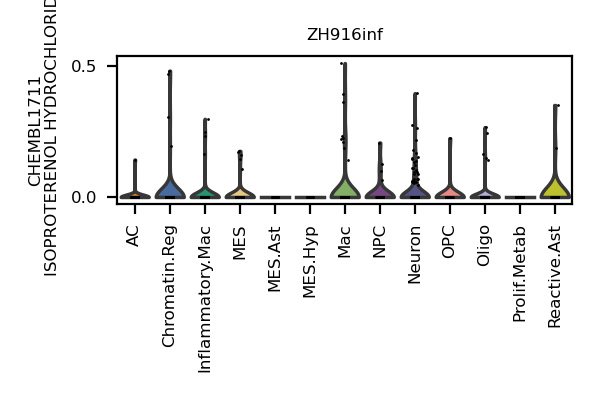 ZH916inf
CHEMBL1711
ISOPROTERENOL HYDROCHLORID
0.5
0.0
AC
Chromatin.Reg
Inflammatory.Mac
MES
MES.Ast
MES.Hyp
Mac
NPC
Neuron
OPC
Oligo
Prolif.Metab
Reactive.Ast